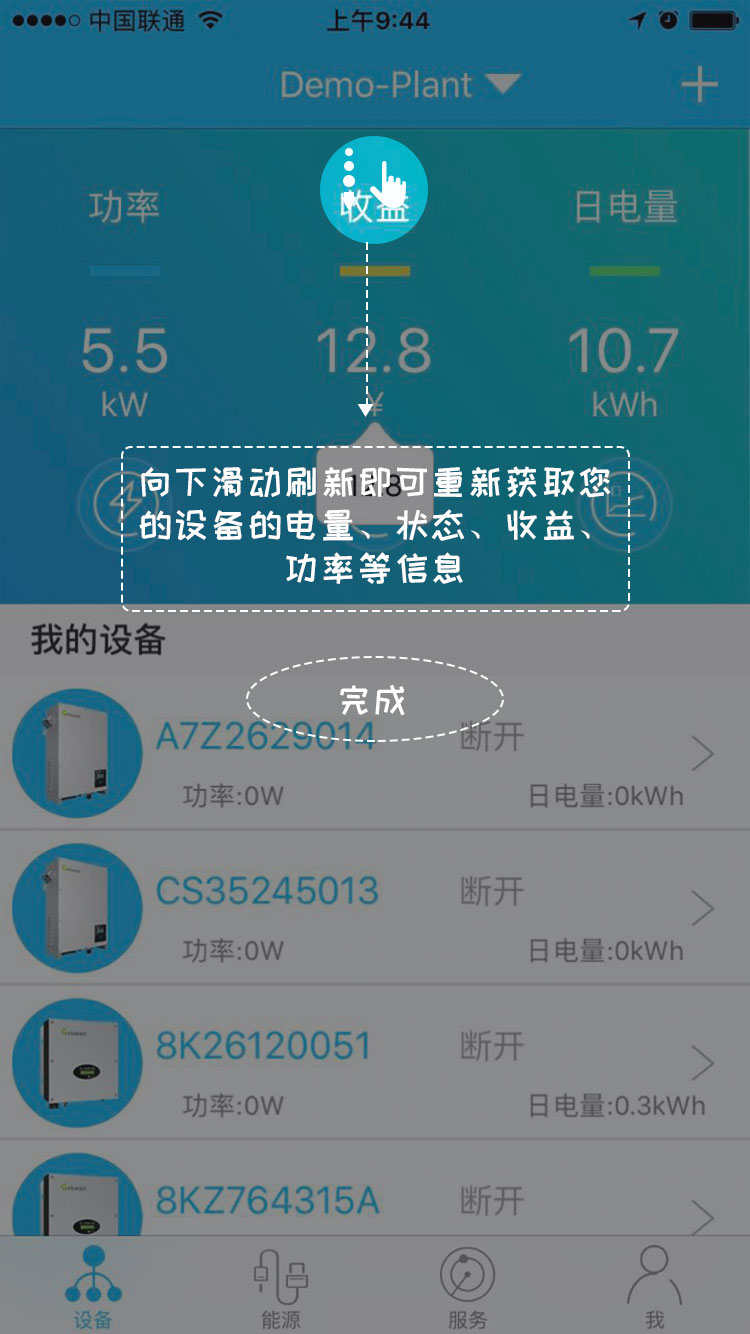 中国联通
上午9:44
Demo-Plant
功率
收益
日电量
5.5
12.8
10.7
kW
¥
kWh
向下滑动刷新即可重新获取您
的设备的电量、状态、收益、
功率等信息
我的设备
完成
A7Z2629014
断开
功率:0W
日电量:0kWh
CS35245013
断开
功率:0W
日电量:0kWh
8K26120051
断开
功率:0W
日电量:0.3kWh
8KZ764315A
断开
设备
能源
服务
我